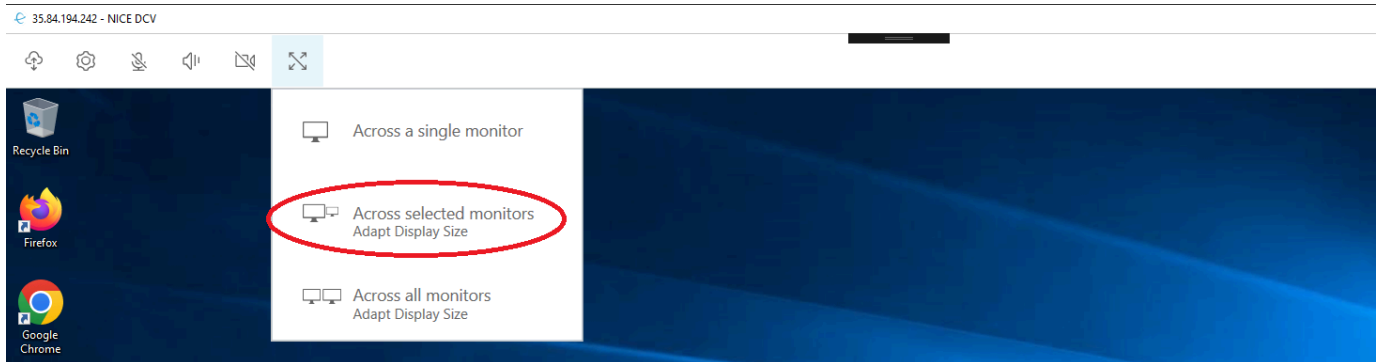 35.84.194.242 - NICE DCV
Across a single monitor
Recycle Bin
Across selected monitors
Adapt Display Size
Firefox
Across all monitors
Adapt Display Size
Google
Chrome